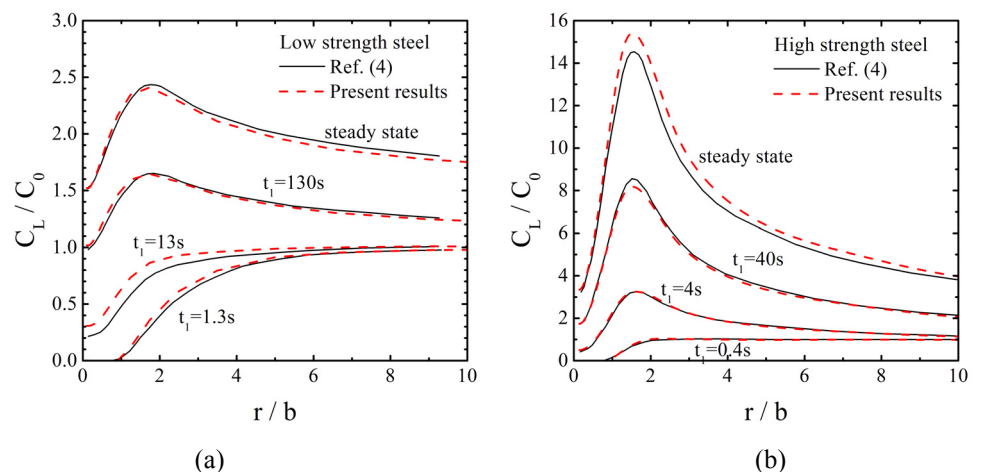 3.0
2.5
2.0
1.5
1.0
0.5
0.0
C_L / C_0
Low strength steel
Ref. (4)
Present results
steady state
t_1=130s
t_1=13s
t_1=1.3s
0 2 4 6 8 10
r / b
(a)
16
14
12
10
8
6
4
2
0
C_L / C_0
High strength steel
Ref. (4)
Present results
steady state
t_1=40s
t_1=4s
t_1=0.4s
0 2 4 6 8 10
r / b
(b)